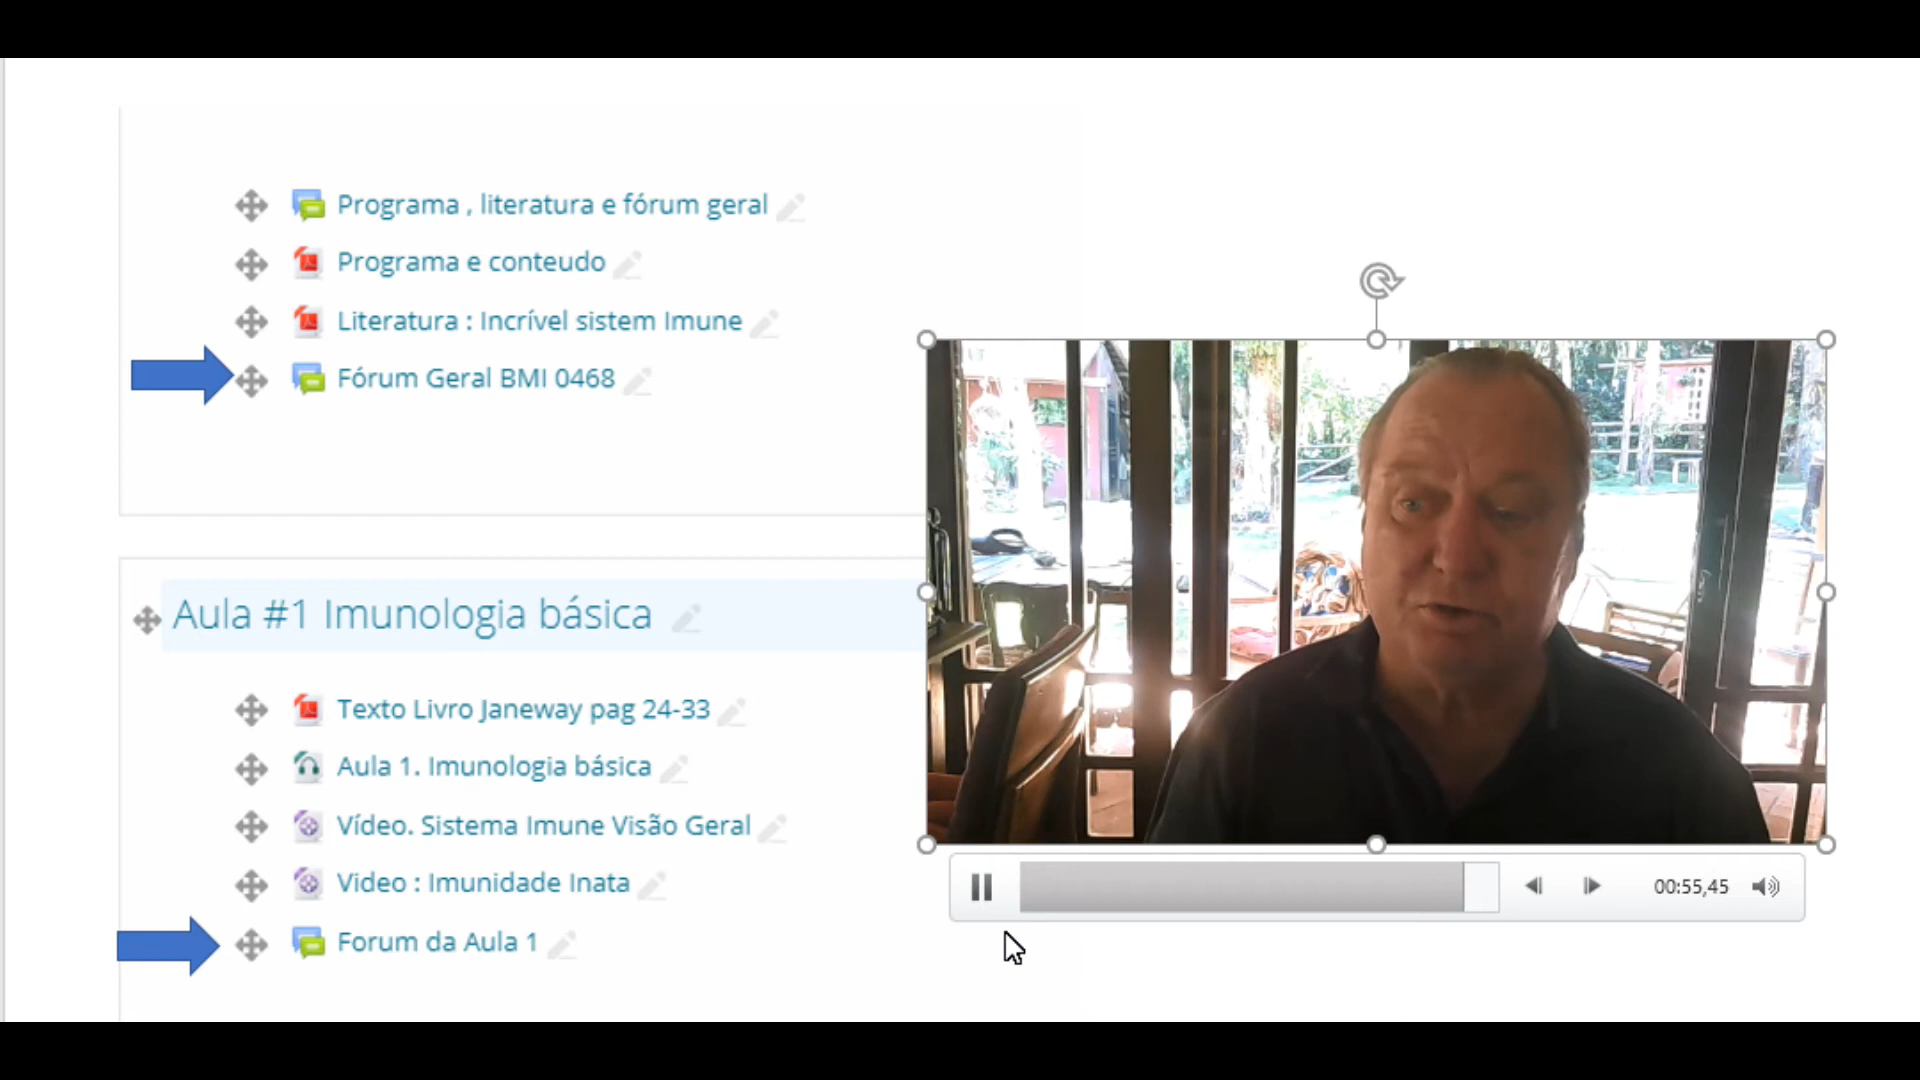 Programa , literatura e fórum geral
Programa e conteudo
Literatura : Incrível sistem Imune
Fórum Geral BMI 0468
Aula #1 Imunologia básica
Texto Livro Janeway pag 24-33
Aula 1. Imunologia básica
Vídeo. Sistema Imune Visão Geral
Video : Imunidade Inata
Forum da Aula 1
00:55,45